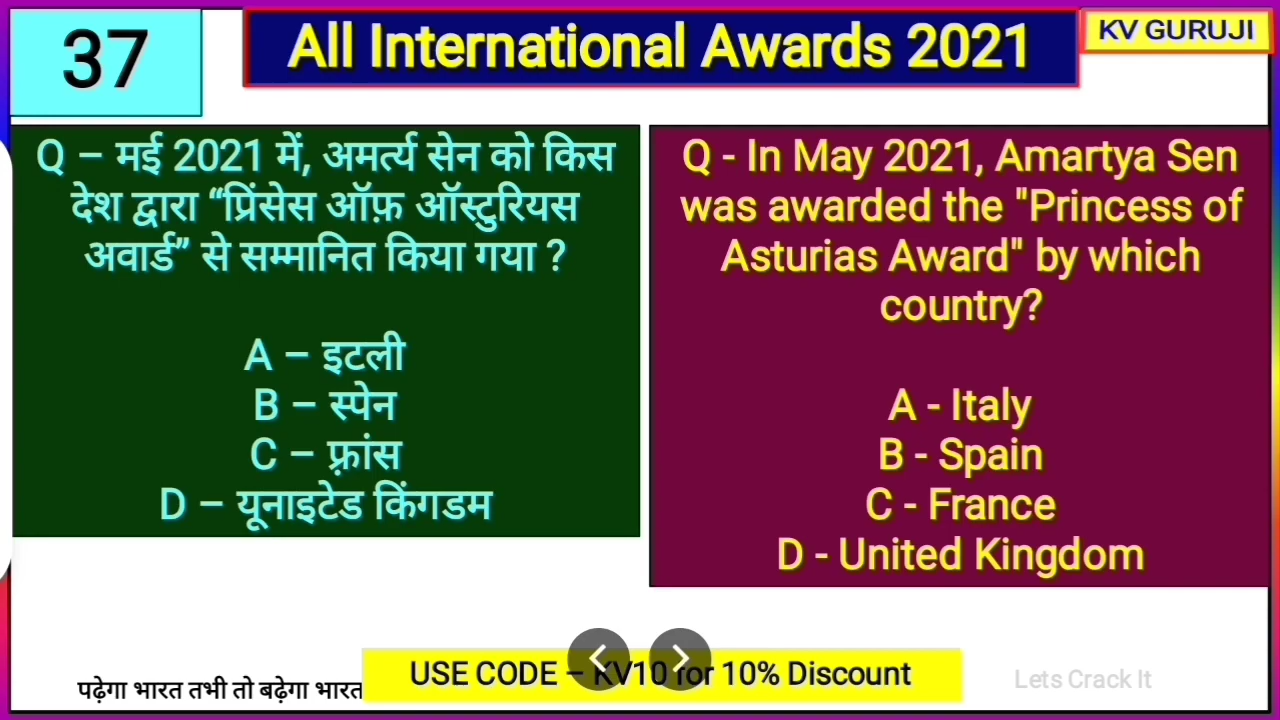 37
All International Awards 2021
KV GURUJI
Q – मई 2021 में, अमर्त्य सेन को किस
देश द्वारा “प्रिंसेस ऑफ़ ऑस्टुरियस
अवार्ड” से सम्मानित किया गया ?
A – इटली
B – स्पेन
C – फ़्रांस
D – यूनाइटेड किंगडम
Q - In May 2021, Amartya Sen
was awarded the "Princess of
Asturias Award" by which
country?
A - Italy
B - Spain
C - France
D - United Kingdom
पढ़ेगा भारत तभी तो बढ़ेगा भारत
USE CODE – KV10 for 10% Discount
Lets Crack It